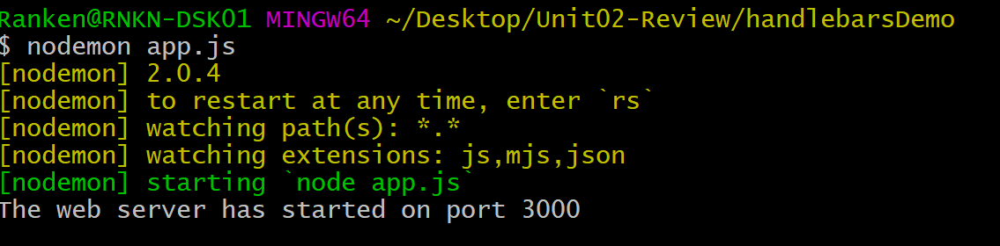 Ranken@RNKN-DSK01 MINGW64 ~/Desktop/Unit02-Review/handlebarsDemo
$ nodemon app.js
[nodemon] 2.0.4
[nodemon] to restart at any time, enter `rs`
[nodemon] watching path(s): *.*
[nodemon] watching extensions: js,mjs,json
[nodemon] starting `node app.js`
The web server has started on port 3000